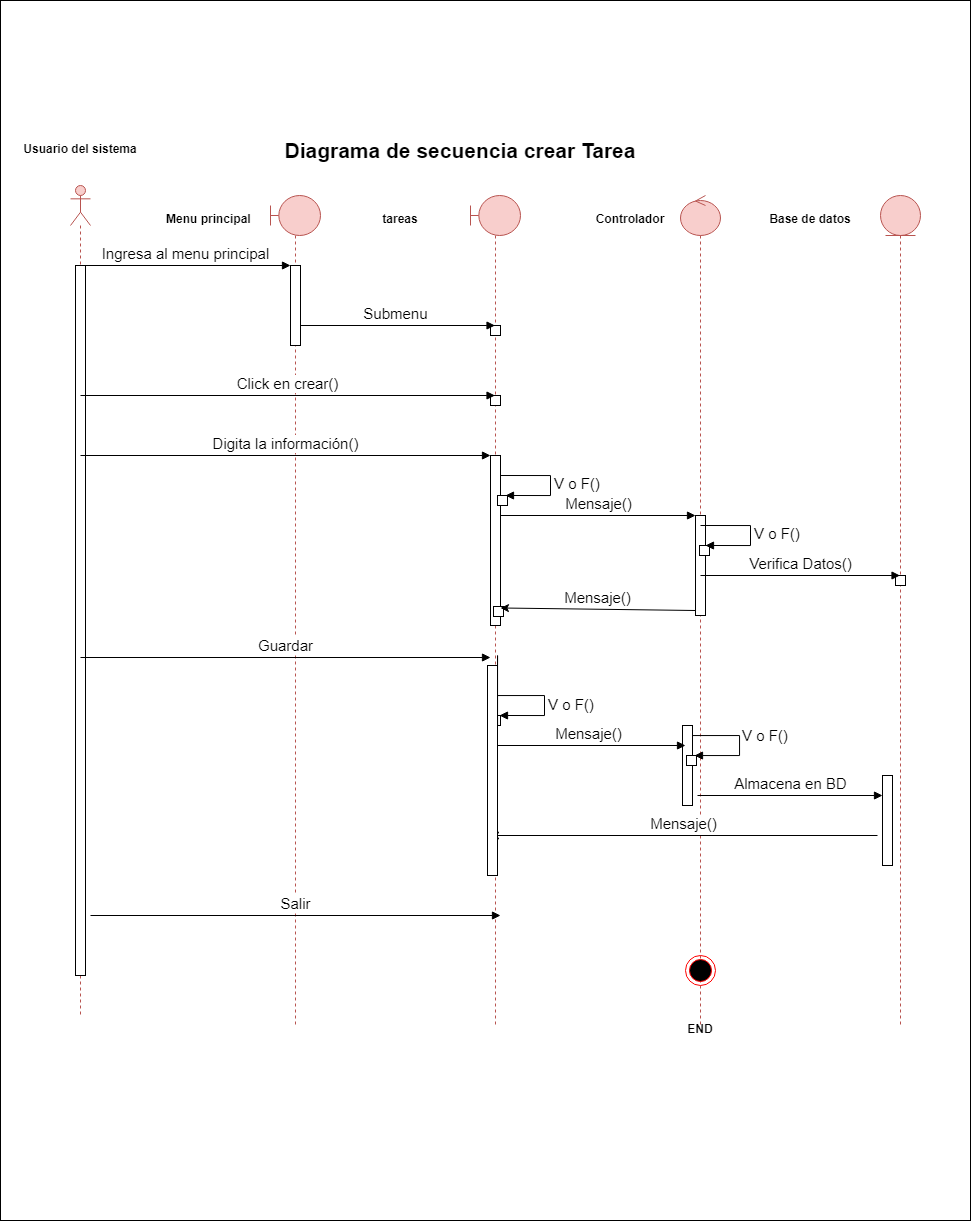 Usuario del sistema
Diagrama de secuencia crear Tarea
Menu principal
tareas
Controlador
Base de datos
Ingresa al menu principal
Submenu
Click en crear()
Digita la información()
V o F()
Mensaje()
V o F()
Verifica Datos()
Mensaje()
Guardar
V o F()
Mensaje()
V o F()
Almacena en BD
Mensaje()
Salir
END